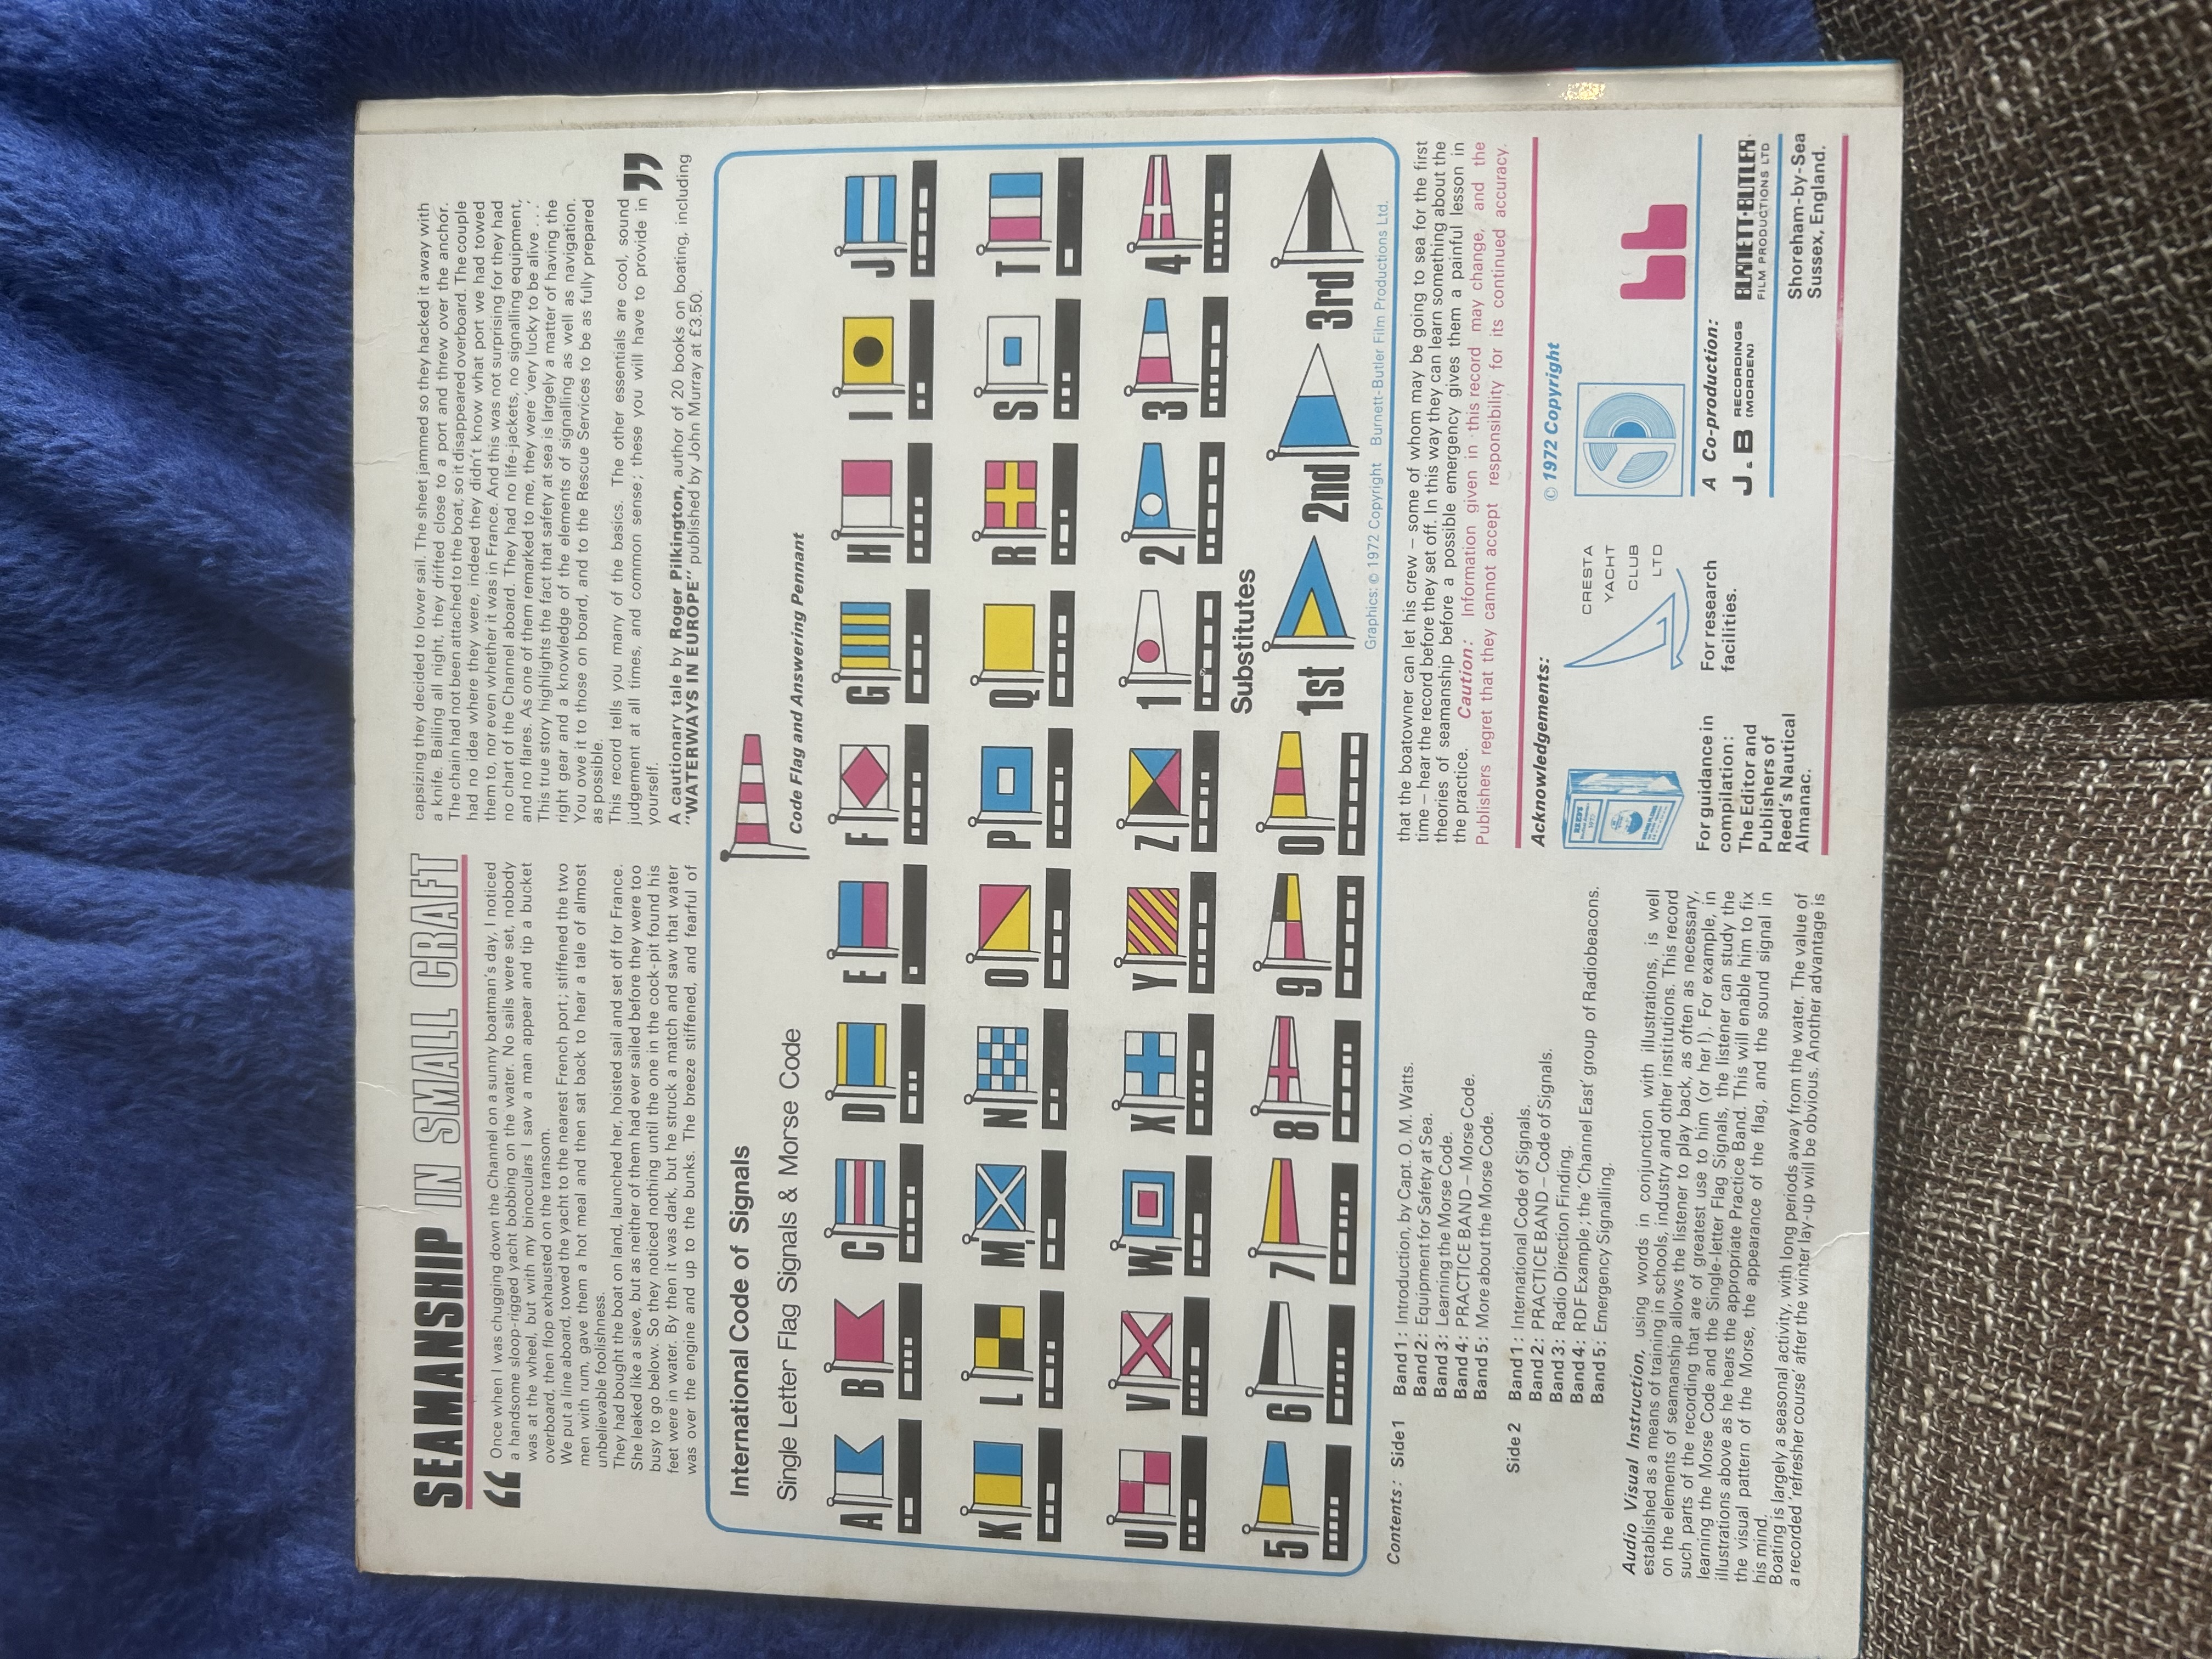 SEAMANSHIP IN SMALL CRAFT
“ Once when I was chugging down the Channel on a sunny boatman's day, I noticed
a handsome sloop-rigged yacht bobbing on the water. No sails were set, nobody
was at the wheel, but with my binoculars I saw a man appear and tip a bucket
overboard, then flop exhausted on the transom.
We put a line aboard, towed the yacht to the nearest French port; stiffened the two
men with rum, gave them a hot meal and then sat back to hear a tale of almost
unbelievable foolishness.
They had bought the boat on land, launched her, hoisted sail and set off for France.
She leaked like a sieve, but as neither of them had ever sailed before they were too
busy to go below. So they noticed nothing until the one in the cock-pit found his
feet were in water. By then it was dark, but he struck a match and saw that water
was over the engine and up to the bunks. The breeze stiffened, and fearful of
capsizing they decided to lower sail. The sheet jammed so they hacked it away with
a knife. Bailing all night, they drifted close to a port and threw over the anchor.
The chain had not been attached to the boat, so it disappeared overboard. The couple
had no idea where they were, indeed they didn't know what port we had towed
them to, nor even whether it was in France. And this was not surprising for they had
no chart of the Channel aboard. They had no life-jackets, no signalling equipment,
and no flares. As one of them remarked to me, they were 'very lucky to be alive . . .'
This true story highlights the fact that safety at sea is largely a matter of having the
right gear and a knowledge of the elements of signalling as well as navigation.
You owe it to those on board, and to the Rescue Services to be as fully prepared
as possible.
This record tells you many of the basics. The other essentials are cool, sound
judgement at all times, and common sense; these you will have to provide in
yourself. ”
A cautionary tale by Roger Pilkington, author of 20 books on boating, including
“WATERWAYS IN EUROPE” published by John Murray at £3.50.
International Code of Signals
Single Letter Flag Signals & Morse Code
Code Flag and Answering Pennant
A B C D E F G H I J
K L M N O P Q R S T
U V W X Y Z 1 2 3 4
Substitutes
5 6 7 8 9 0 1st 2nd 3rd
Graphics: © 1972 Copyright Burnett-Butler Film Productions Ltd.
Contents: Side 1 Band 1: Introduction, by Capt. O. M. Watts.
Band 2: Equipment for Safety at Sea.
Band 3: Learning the Morse Code.
Band 4: PRACTICE BAND – Morse Code.
Band 5: More about the Morse Code.
Side 2 Band 1: International Code of Signals.
Band 2: PRACTICE BAND – Code of Signals.
Band 3: Radio Direction Finding.
Band 4: RDF Example; the 'Channel East' group of Radiobeacons.
Band 5: Emergency Signalling.
Audio Visual Instruction, using words in conjunction with illustrations, is well
established as a means of training in schools, industry and other institutions. This record
on the elements of seamanship allows the listener to play back, as often as necessary,
such parts of the recording that are of greatest use to him (or her!). For example, in
learning the Morse Code and the Single-letter Flag Signals, the listener can study the
illustrations above as he hears the appropriate Practice Band. This will enable him to fix
the visual pattern of the Morse, the appearance of the flag, and the sound signal in
his mind.
Boating is largely a seasonal activity, with long periods away from the water. The value of
a recorded 'refresher course' after the winter lay-up will be obvious. Another advantage is
that the boatowner can let his crew – some of whom may be going to sea for the first
time – hear the record before they set off. In this way they can learn something about the
theories of seamanship before a possible emergency gives them a painful lesson in
the practice. Caution: Information given in this record may change, and the
Publishers regret that they cannot accept responsibility for its continued accuracy.
Acknowledgements:
© 1972 Copyright
REED'S
For guidance in
compilation:
The Editor and
Publishers of
Reed's Nautical
Almanac.
CRESTA
YACHT
CLUB
LTD
For research
facilities.
A Co-production:
J & B RECORDINGS
(MORDEN)
BURNETT-BUTLER
FILM PRODUCTIONS LTD
Shoreham-by-Sea
Sussex, England.